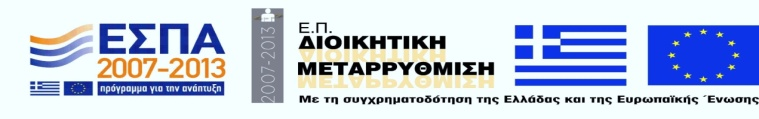 ΕΣΠΑ
2007-2013
πρόγραμμα για την ανάπτυξη
2007-2013
Ε.Π.
ΔΙΟΙΚΗΤΙΚΗ
ΜΕΤΑΡΡΥΘΜΙΣΗ
Με τη συγχρηματοδότηση της Ελλάδας και της Ευρωπαϊκής Ένωσης